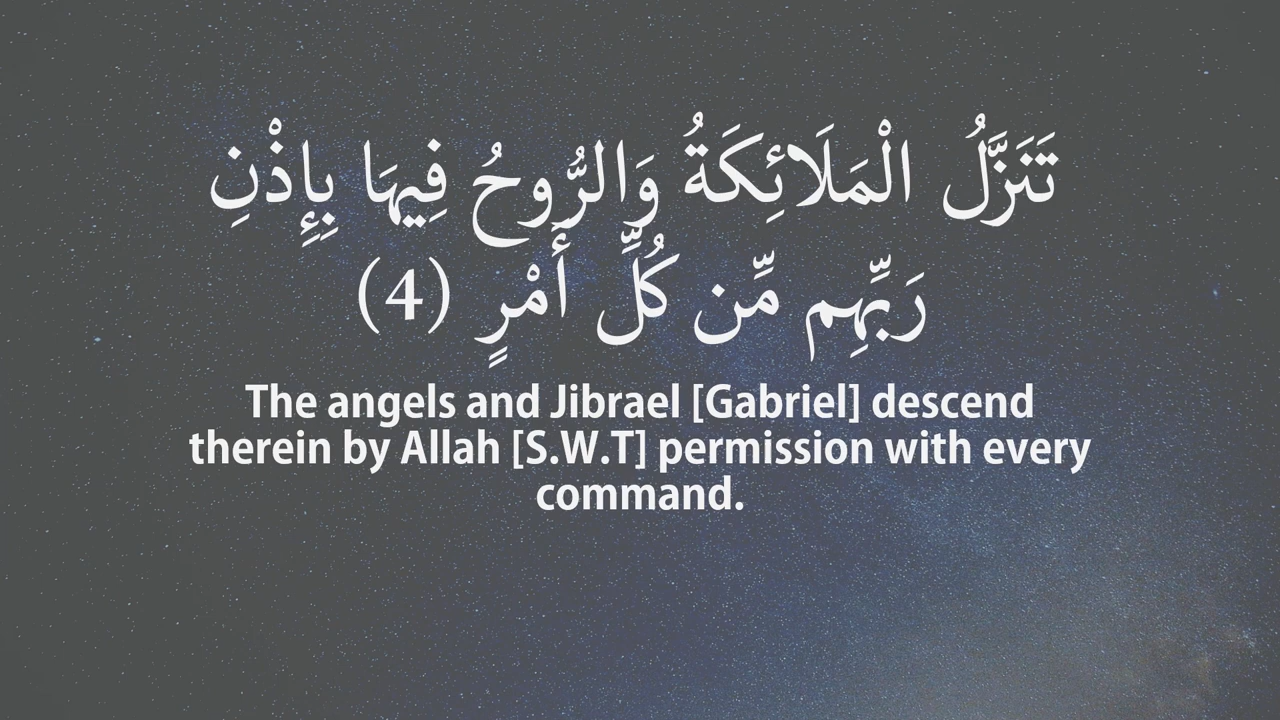 تَنَزَّلُ الْمَلَائِكَةُ وَالرُّوحُ فِيهَا بِإِذْنِ
رَبِّهِم مِّن كُلِّ أَمْرٍ (4)
The angels and Jibrael [Gabriel] descend
therein by Allah [S.W.T] permission with every
command.